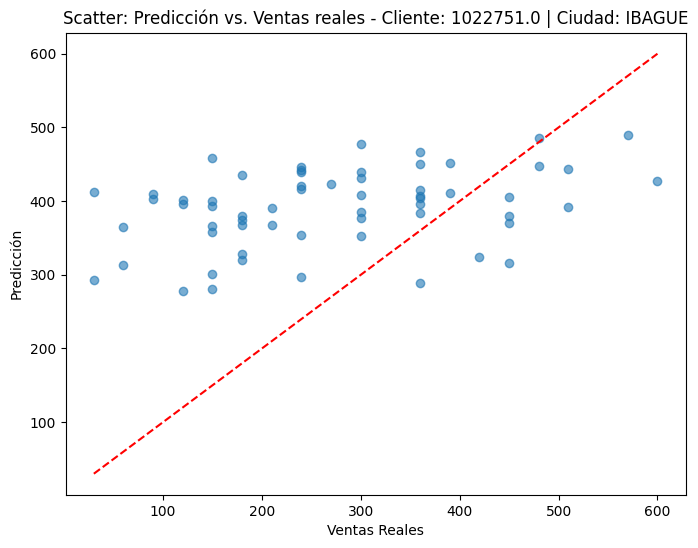 Scatter: Predicción vs. Ventas reales - Cliente: 1022751.0 | Ciudad: IBAGUE
600
500
400
300
200
100
Predicción
100 200 300 400 500 600
Ventas Reales